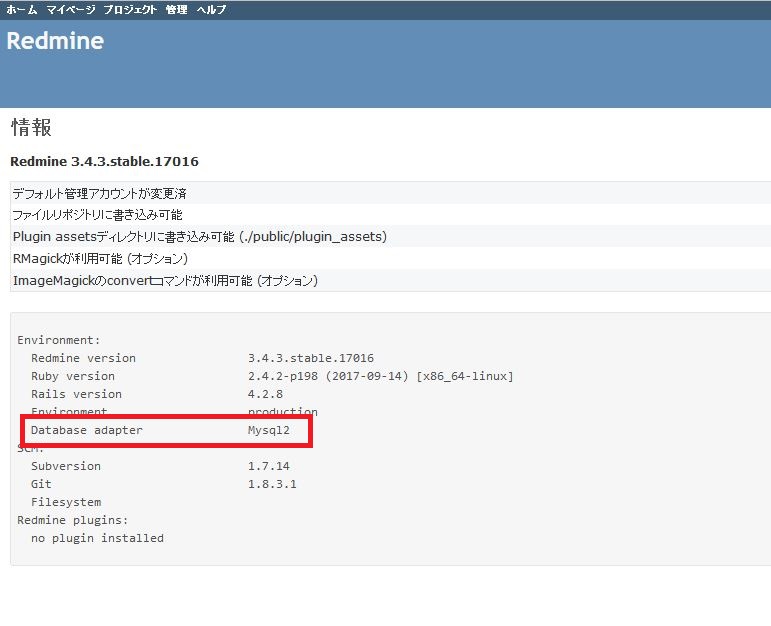 ホーム マイページ プロジェクト 管理 ヘルプ
Redmine
情報
Redmine 3.4.3.stable.17016
デフォルト管理アカウントが変更済
ファイルリポジトリに書き込み可能
Plugin assetsディレクトリに書き込み可能 (./public/plugin_assets)
RMagickが利用可能 (オプション)
ImageMagickのconvertコマンドが利用可能 (オプション)
Environment:
Redmine version 3.4.3.stable.17016
Ruby version 2.4.2-p198 (2017-09-14) [x86_64-linux]
Rails version 4.2.8
Environment production
Database adapter Mysql2
SCM:
Subversion 1.7.14
Git 1.8.3.1
Filesystem
Redmine plugins:
no plugin installed